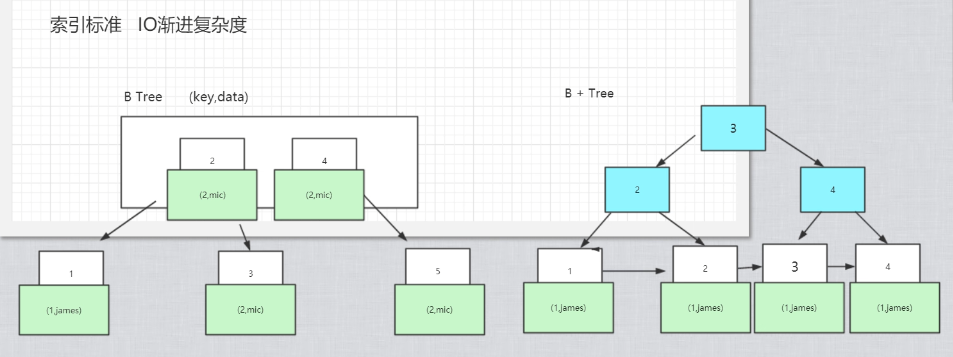 索引标准 IO渐进复杂度
B Tree (key,data)
B + Tree
3
2 4
(2,mic) (2,mic)
2 4
1 3 5
(1,james) (2,mic) (2,mic)
1 2 3 4
(1,james) (1,james) (1,james) (1,james)